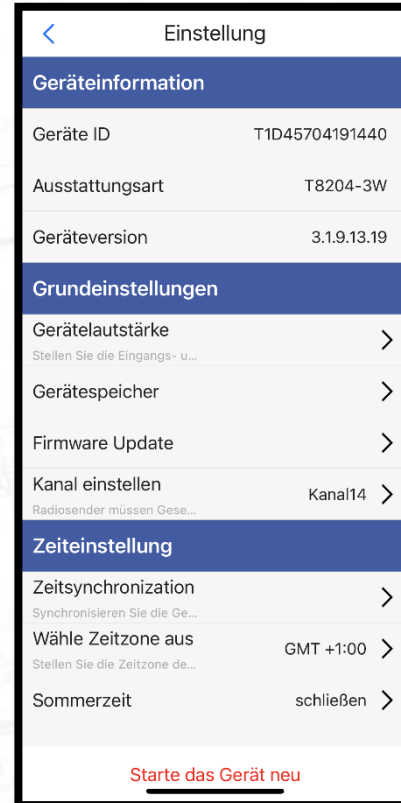 Einstellung
Geräteinformation
Geräte ID T1D45704191440
Ausstattungsart T8204-3W
Geräteversion 3.1.9.13.19
Grundeinstellungen
Gerätelautstärke
Stellen Sie die Eingangs- u...
Gerätespeicher
Firmware Update
Kanal einstellen Kanal14
Radiosender müssen Gese...
Zeiteinstellung
Zeitsynchronization
Synchronisieren Sie die Ge...
Wähle Zeitzone aus GMT +1:00
Stellen Sie die Zeitzone de...
Sommerzeit schließen
Starte das Gerät neu